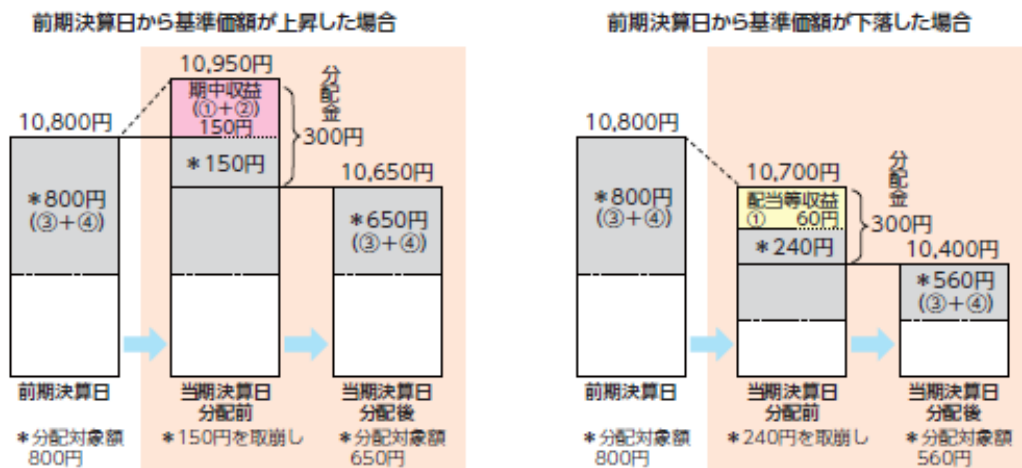 前期決算日から基準価額が上昇した場合
10,950円
期中収益
(①+②)
150円
分配金
300円
10,800円
＊150円
10,650円
＊800円
(③+④)
＊650円
(③+④)
前期決算日
当期決算日
分配前
当期決算日
分配後
＊分配対象額
800円
＊150円を取崩し
＊分配対象額
650円
前期決算日から基準価額が下落した場合
10,800円
10,700円
配当等収益
① 60円
分配金
300円
＊800円
(③+④)
＊240円
10,400円
＊560円
(③+④)
前期決算日
当期決算日
分配前
当期決算日
分配後
＊分配対象額
800円
＊240円を取崩し
＊分配対象額
560円